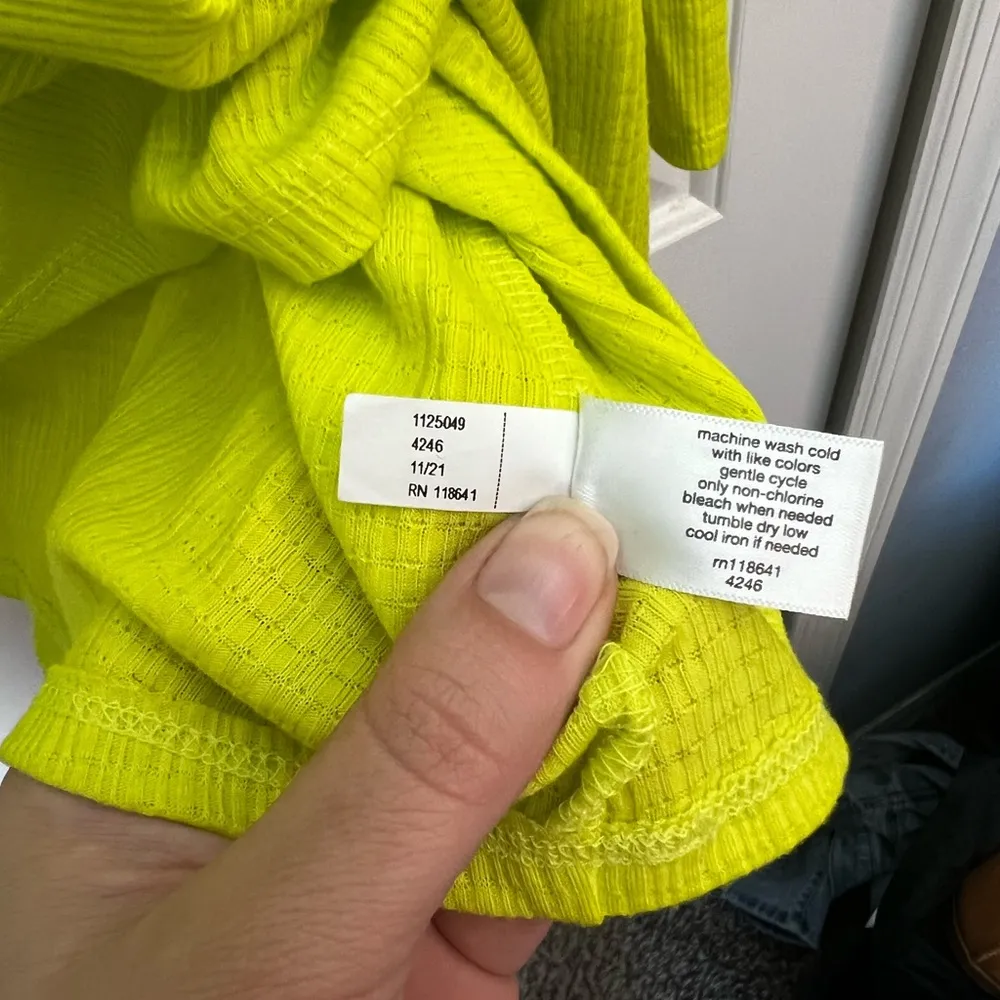 1125049
4246
11/21
RN 118641
machine wash cold
with like colors
gentle cycle
only non-chlorine
bleach when needed
tumble dry low
cool iron if needed
rn118641
4246